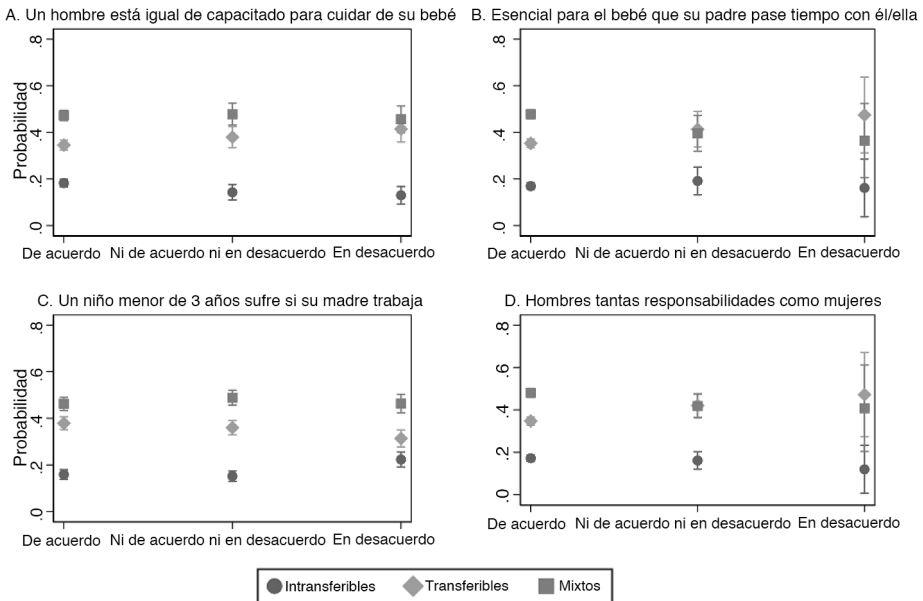 A. Un hombre está igual de capacitado para cuidar de su bebé
B. Esencial para el bebé que su padre pase tiempo con él/ella
Probabilidad
.8
.6
.4
.2
.0
.8
.6
.4
.2
.0
De acuerdo Ni de acuerdo ni en desacuerdo En desacuerdo
De acuerdo Ni de acuerdo ni en desacuerdo En desacuerdo
C. Un niño menor de 3 años sufre si su madre trabaja
D. Hombres tantas responsabilidades como mujeres
Probabilidad
.8
.6
.4
.2
.0
.8
.6
.4
.2
.0
De acuerdo Ni de acuerdo ni en desacuerdo En desacuerdo
De acuerdo Ni de acuerdo ni en desacuerdo En desacuerdo
Intransferibles Transferibles Mixtos